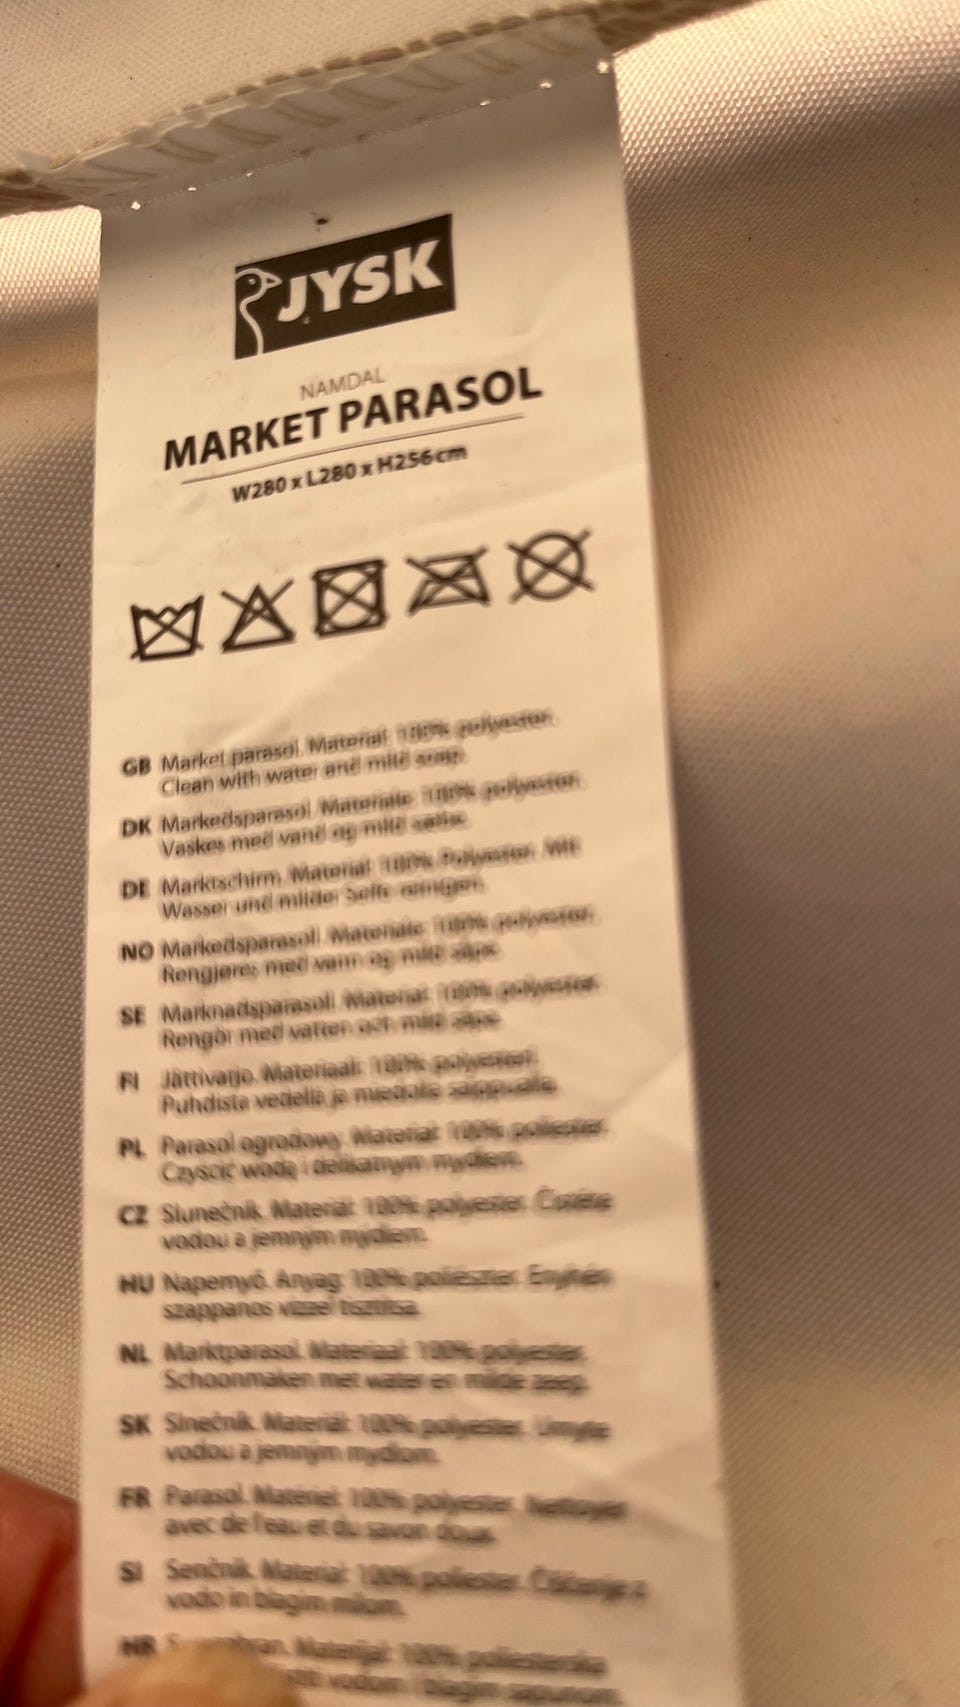 JYSK
NAMDAL
MARKET PARASOL
W280 x L280 x H256cm
GB Market parasol. Material: 100% polyester.
Clean with water and mild soap.
DK Markedsparasol. Materiale: 100% polyester.
Vaskes med vand og mild sæbe.
DE Marktschirm. Material: 100% Polyester. Mit
Wasser und milder Seife reinigen.
NO Markedsparasoll. Materiale: 100% polyester.
Rengjøres med vann og mild såpe.
SE Marknadsparasoll. Material: 100% polyester.
Rengör med vatten och mild såpa.
FI Jättivarjo. Materiaali: 100% polyesteri.
Puhdista vedellä ja miedolla saippualla.
PL Parasol ogrodowy. Materiał: 100% poliester.
Czyścić wodą i delikatnym mydłem.
CZ Slunečník. Materiál: 100% polyester. Čistěte
vodou a jemným mýdlem.
HU Napernyő. Anyag: 100% poliészter. Enyhén
szappanos vízzel tisztítsa.
NL Marktparasol. Materiaal: 100% polyester.
Schoonmaken met water en milde zeep.
SK Slnečník. Materiál: 100% polyester. Umyte
vodou a jemným mydlom.
FR Parasol. Matériel: 100% polyester. Nettoyer
avec de l'eau et du savon doux.
SI Senčnik. Material: 100% poliester. Čiščenje z
vodo in blagim milom.
HR Materijal: 100% poliesterska
vodom i blagim sapunom.